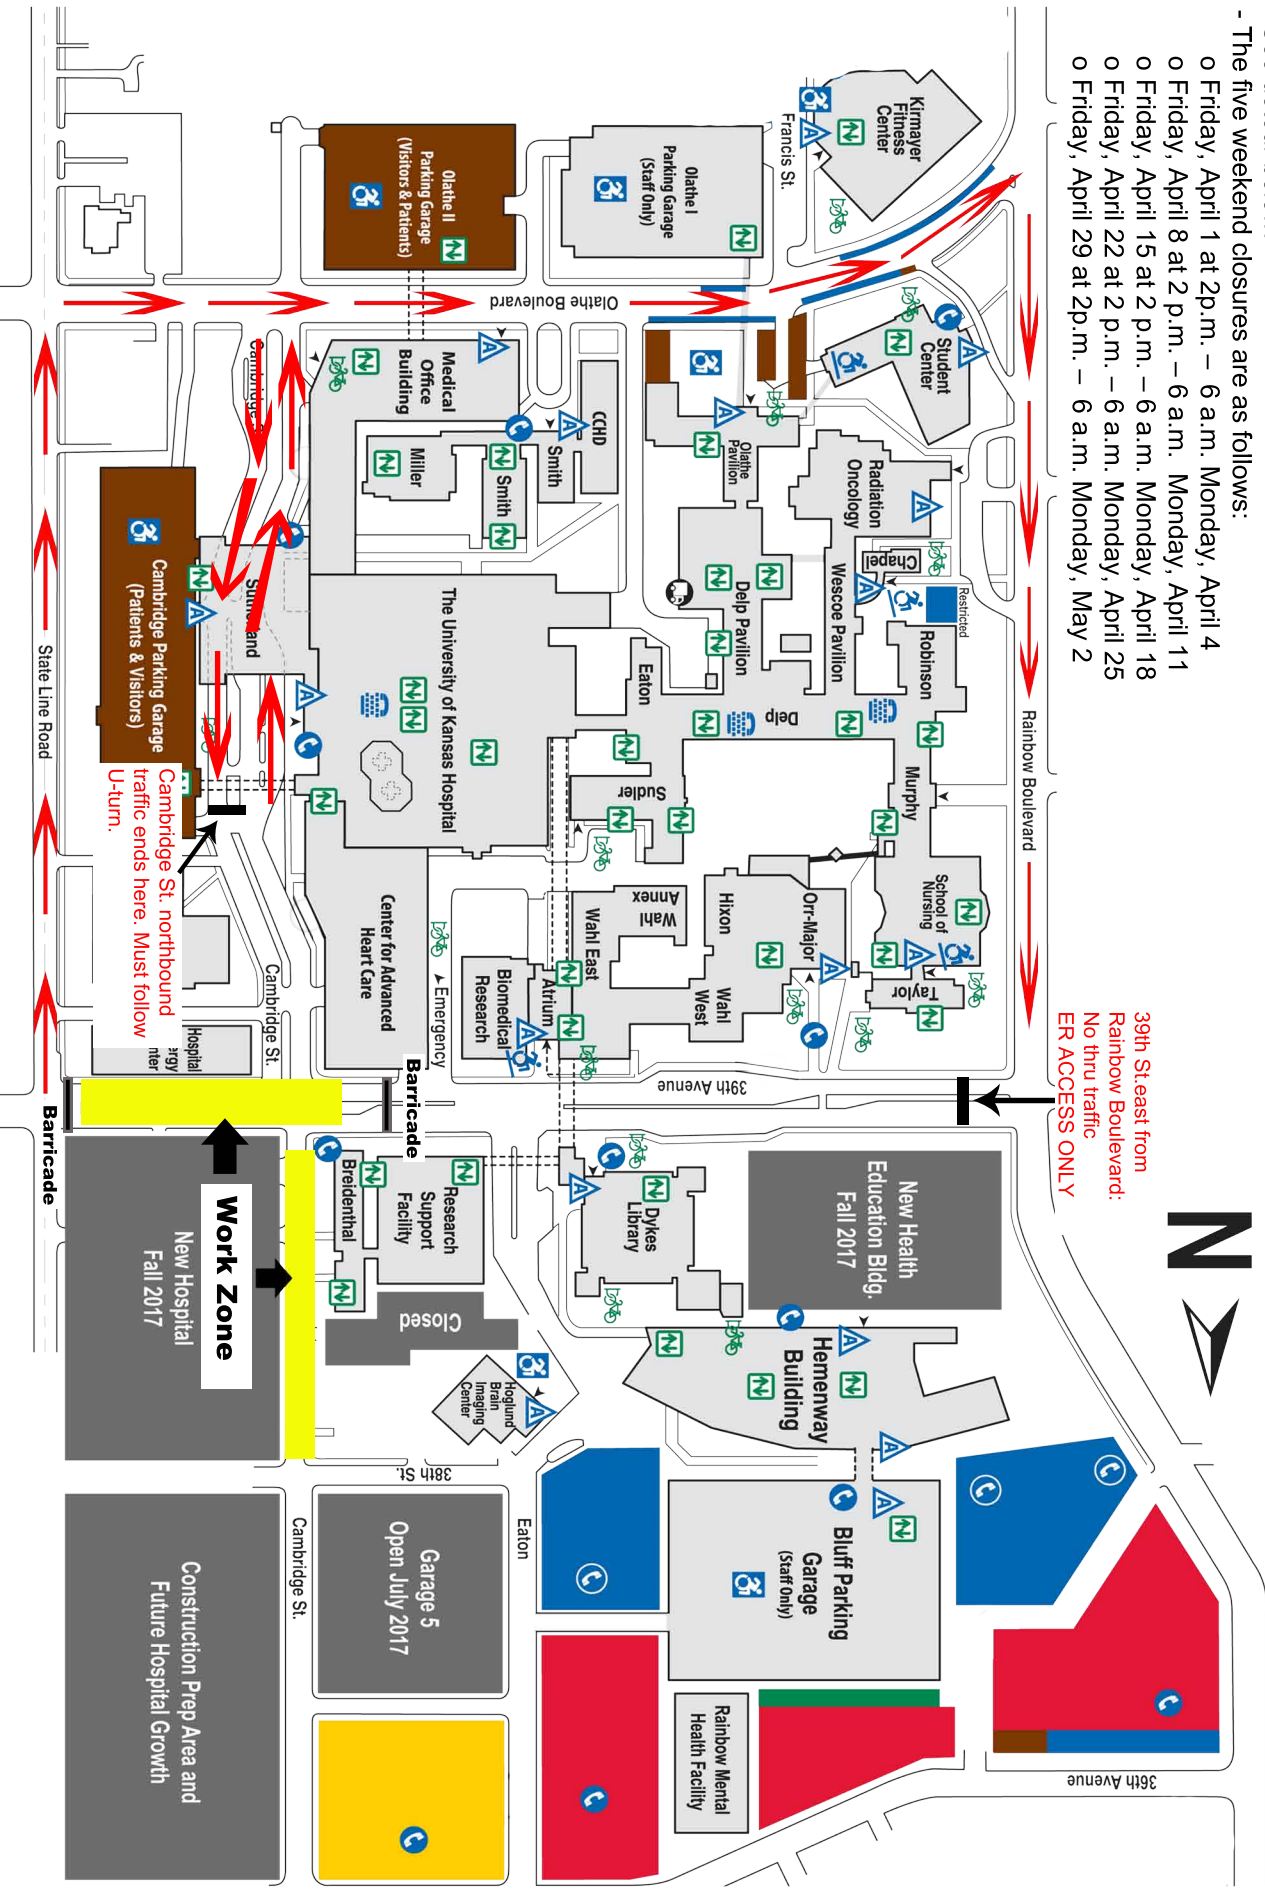 - The five weekend closures are as follows:
o Friday, April 1 at 2p.m. – 6 a.m. Monday, April 4
o Friday, April 8 at 2 p.m. – 6 a.m. Monday, April 11
o Friday, April 15 at 2 p.m. – 6 a.m. Monday, April 18
o Friday, April 22 at 2 p.m. – 6 a.m. Monday, April 25
o Friday, April 29 at 2p.m. – 6 a.m. Monday, May 2
Kirmayer
Fitness
Center
Francis St.
Olathe I
Parking Garage
(Staff Only)
Olathe II
Parking Garage
(Visitors & Patients)
Olathe Boulevard
Student
Center
Medical
Office
Building
CCHD
Smith
Smith
Miller
Olathe
Pavilion
Radiation
Oncology
Chapel
Restricted
Wescoe Pavilion
Delp Pavilion
Robinson
Delp
Eaton
Murphy
Sudler
The University of Kansas Hospital
Cambridge Parking Garage
(Patients & Visitors)
State Line Road
Rainbow Boulevard
School of
Nursing
Taylor
Orr-Major
Hixon
Wahl
West
Wahl
Annex
Wahl East
Atrium
Biomedical
Research
Emergency
Center for Advanced
Heart Care
Cambridge St. northbound
traffic ends here. Must follow
U-turn.
Cambridge St.
Hospital
39th Avenue
39th St.east from
Rainbow Boulevard:
No thru traffic
ER ACCESS ONLY
Barricade
Barricade
Work Zone
N
New Health
Education Bldg.
Fall 2017
Dykes
Library
Research
Support
Facility
Breidenthal
New Hospital
Fall 2017
Closed
Hoglund
Brain
Imaging
Center
Hemenway
Building
38th St.
Eaton
Cambridge St.
Bluff Parking
Garage
(Staff Only)
Garage 5
Open July 2017
Construction Prep Area and
Future Hospital Growth
Rainbow Mental
Health Facility
36th Avenue